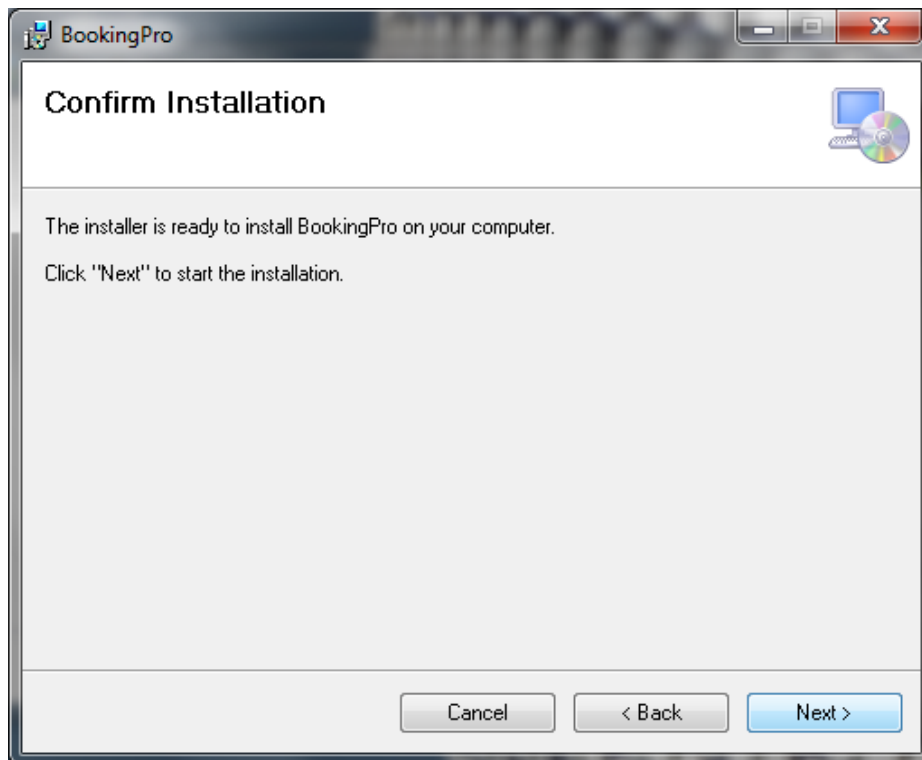 BookingPro
Confirm Installation
The installer is ready to install BookingPro on your computer.
Click "Next" to start the installation.
Cancel
< Back
Next >